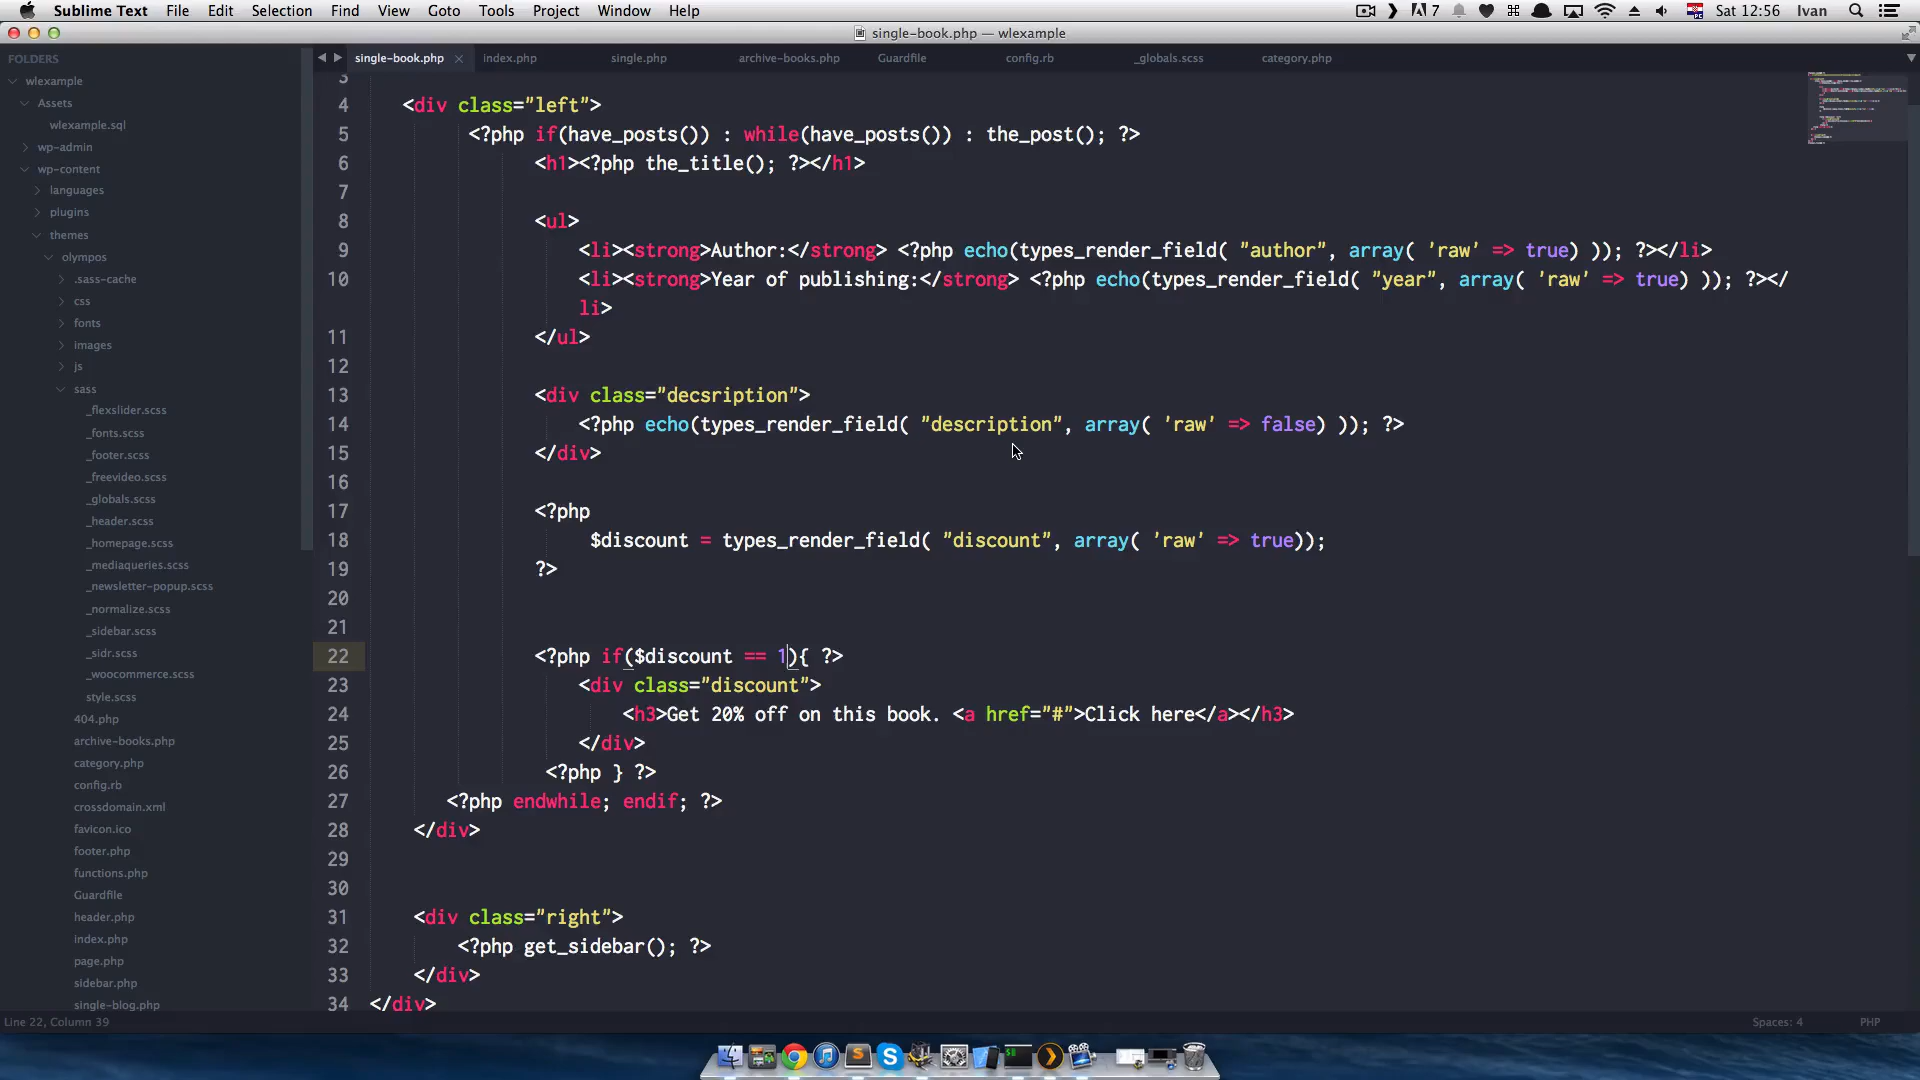 Sublime Text File Edit Selection Find View Goto Tools Project Window Help 7 Sat 12:56 Ivan
single-book.php — wlexample
FOLDERS
wlexample
Assets
wlexample.sql
wp-admin
wp-content
languages
plugins
themes
olympos
.sass-cache
css
fonts
images
js
sass
_flexslider.scss
_fonts.scss
_footer.scss
_freevideo.scss
_globals.scss
_header.scss
_homepage.scss
_mediaqueries.scss
_newsletter-popup.scss
_normalize.scss
_sidebar.scss
_sidr.scss
_woocommerce.scss
style.scss
404.php
archive-books.php
category.php
config.rb
crossdomain.xml
favicon.ico
footer.php
functions.php
Guardfile
header.php
index.php
page.php
sidebar.php
single-blog.php
single-book.php index.php single.php archive-books.php Guardfile config.rb _globals.scss category.php
3
4 <div class="left">
5 <?php if(have_posts()) : while(have_posts()) : the_post(); ?>
6 <h1><?php the_title(); ?></h1>
7
8 <ul>
9 <li><strong>Author:</strong> <?php echo(types_render_field( "author", array( 'raw' => true) )); ?></li>
10 <li><strong>Year of publishing:</strong> <?php echo(types_render_field( "year", array( 'raw' => true) )); ?></
li>
11 </ul>
12
13 <div class="decsription">
14 <?php echo(types_render_field( "description", array( 'raw' => false) )); ?>
15 </div>
16
17 <?php
18 $discount = types_render_field( "discount", array( 'raw' => true));
19 ?>
20
21
22 <?php if($discount == 1){ ?>
23 <div class="discount">
24 <h3>Get 20% off on this book. <a href="#">Click here</a></h3>
25 </div>
26 <?php } ?>
27 <?php endwhile; endif; ?>
28 </div>
29
30
31 <div class="right">
32 <?php get_sidebar(); ?>
33 </div>
34 </div>
Line 22, Column 39 Spaces: 4 PHP